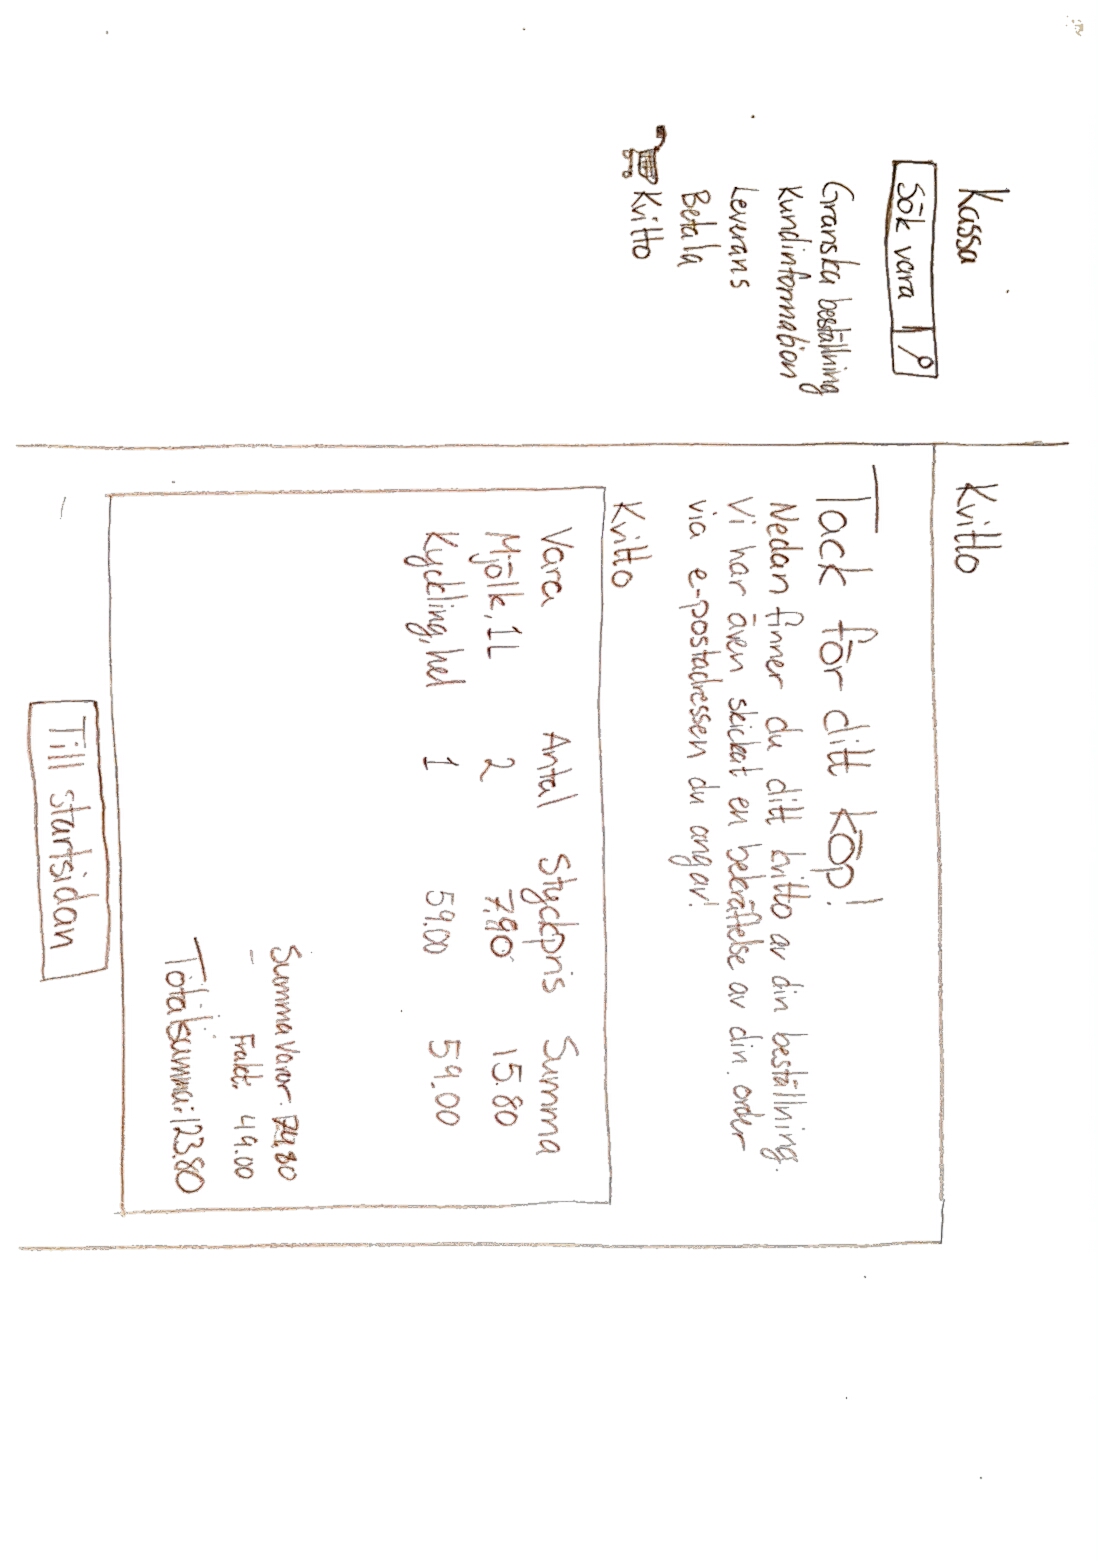 Kassa
Sök vara
Granska beställning
Kundinformation
Leverans
Betala
Kvitto
Kvitto
Tack för ditt köp!
Nedan finner du ditt kvitto av din beställning.
Vi har även skickat en bekräftelse av din order
via e-postadressen du angav!
Kvitto
Vara Antal Styckpris Summa
Mjölk, 1L 2 7,90 15.80
Kyckling, hel 1 59.00 59.00
Summa Varor: 74,80
Frakt: 49.00
Totalsumma: 123.80
Till startsidan